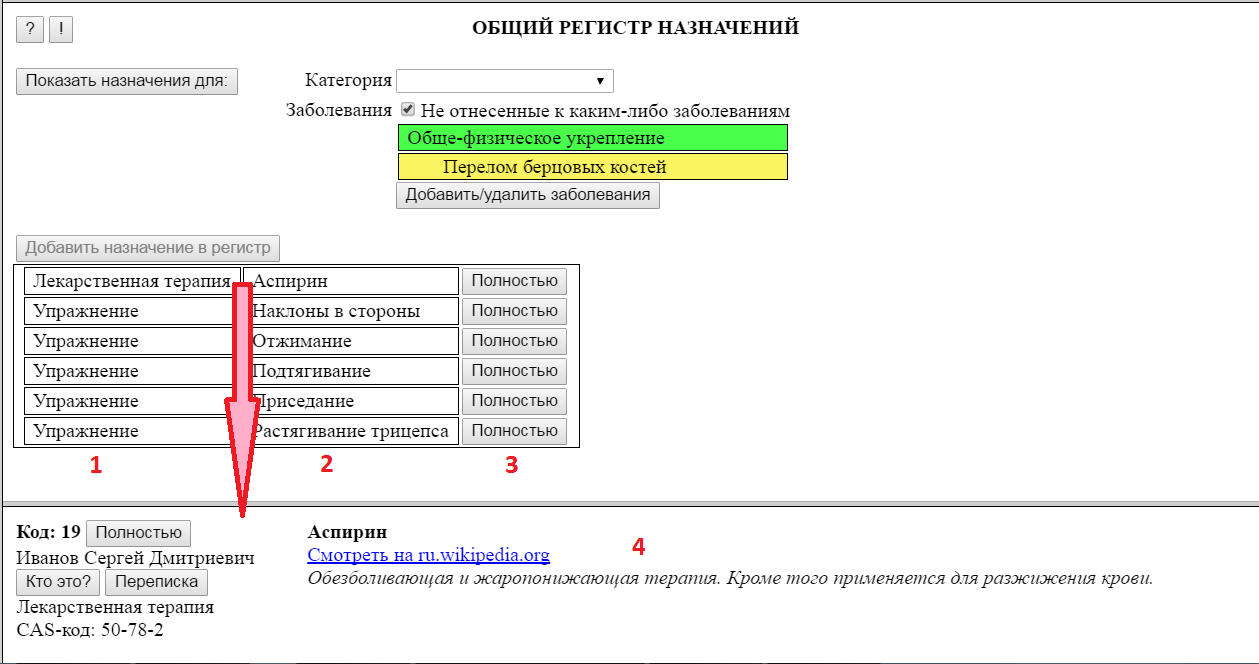 ? ! ОБЩИЙ РЕГИСТР НАЗНАЧЕНИЙ
Показать назначения для: Категория
Заболевания Не отнесенные к каким-либо заболеваниям
Обще-физическое укрепление
Перелом берцовых костей
Добавить/удалить заболевания
Добавить назначение в регистр
Лекарственная терапия Аспирин Полностью
Упражнение Наклоны в стороны Полностью
Упражнение Отжимание Полностью
Упражнение Подтягивание Полностью
Упражнение Приседание Полностью
Упражнение Растягивание трицепса Полностью
1 2 3
Код: 19 Полностью Аспирин
Иванов Сергей Дмитриевич Смотреть на ru.wikipedia.org 4
Кто это? Переписка Обезболивающая и жаропонижающая терапия. Кроме того применяется для разжижения крови.
Лекарственная терапия
CAS-код: 50-78-2